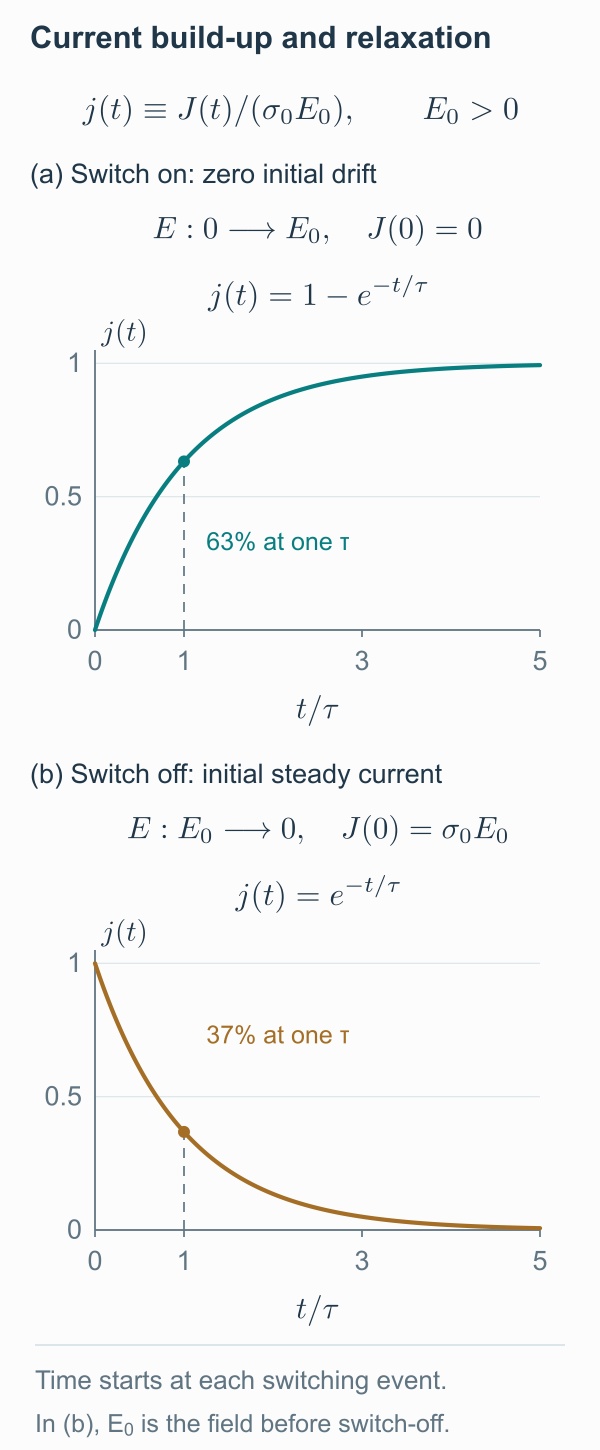 Current build-up and relaxation
j(t) ≡ J(t)/(σ₀E₀), E₀ > 0
(a) Switch on: zero initial drift
E : 0 ⟶ E₀, J(0) = 0
j(t) = 1 − e^{−t/τ}
j(t)
1
0.5
63% at one τ
0
0 1 3 5
t/τ
(b) Switch off: initial steady current
E : E₀ ⟶ 0, J(0) = σ₀E₀
j(t) = e^{−t/τ}
j(t)
1
37% at one τ
0.5
0
0 1 3 5
t/τ
Time starts at each switching event.
In (b), E₀ is the field before switch-off.